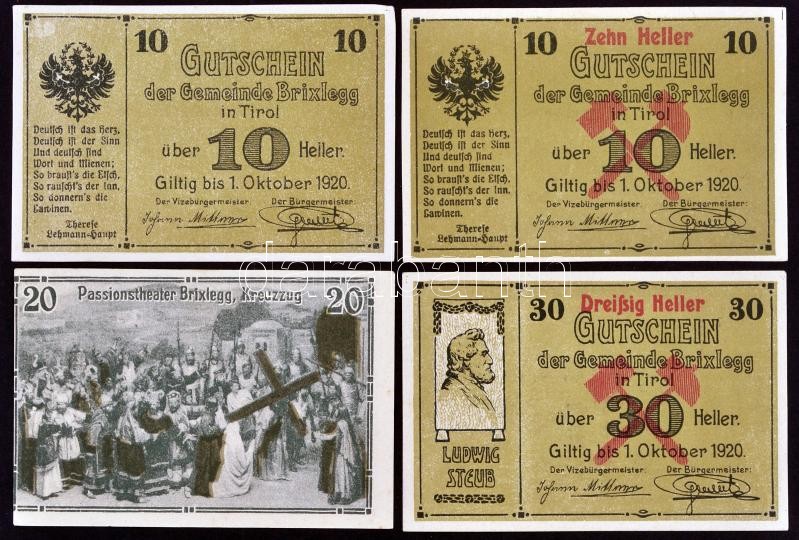 10 10
GUTSCHEIN
der Gemeinde Brixlegg
in Tirol
über 10 Heller.
Giltig bis 1. Oktober 1920.
Der Vizebürgermeister: Der Bürgermeister:
Deutsch ist das Herz,
Deutsch ist der Sinn
Und deutsch sind
Wort und Mienen;
So braust's die Etsch,
So rauscht's der Inn,
So donnern's die
Lawinen.
Therese
Lehmann-Haupt
10 Zehn Heller 10
GUTSCHEIN
der Gemeinde Brixlegg
in Tirol
über 10 Heller.
Giltig bis 1. Oktober 1920.
Der Vizebürgermeister: Der Bürgermeister:
Deutsch ist das Herz,
Deutsch ist der Sinn
Und deutsch sind
Wort und Mienen;
So braust's die Etsch,
So rauscht's der Inn.
So donnern's die
Lawinen.
Therese
Lehmann-Haupt
darabanth
20 Passionstheater Brixlegg, Kreuzzug 20
30 Dreißig Heller 30
GUTSCHEIN
der Gemeinde Brixlegg
in Tirol
über 30 Heller.
Giltig bis 1. Oktober 1920.
Der Vizebürgermeister: Der Bürgermeister:
LUDWIG
STEUB